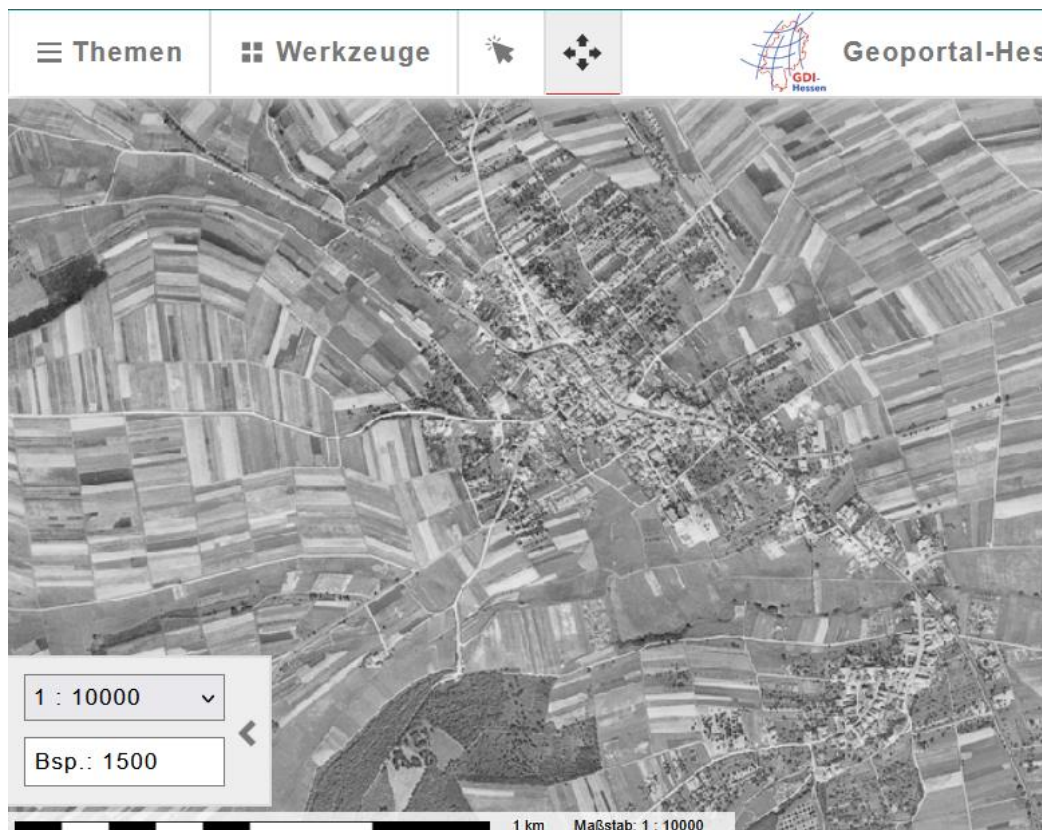 Themen
Werkzeuge
GDI-
Hessen
Geoportal-Hes
1 : 10000
Bsp.: 1500
1 km Maßstab: 1 : 10000